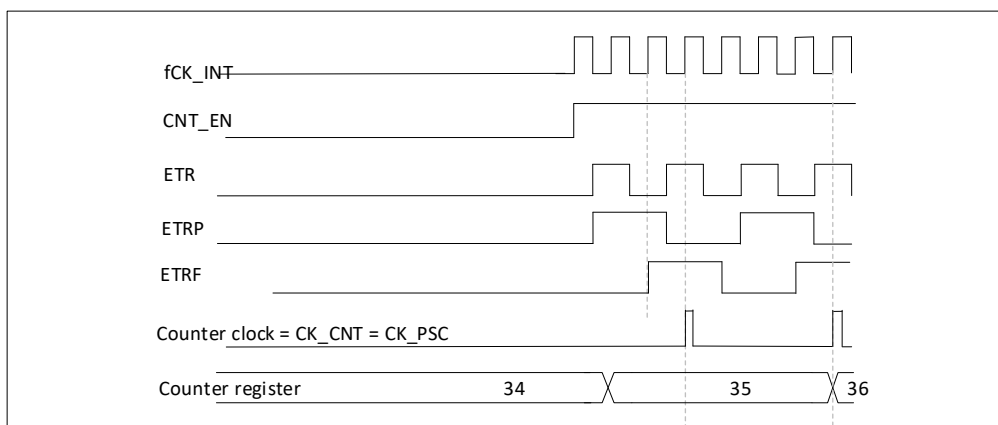 fCK_INT
CNT_EN
ETR
ETRP
ETRF
Counter clock = CK_CNT = CK_PSC
Counter register 34 35 36